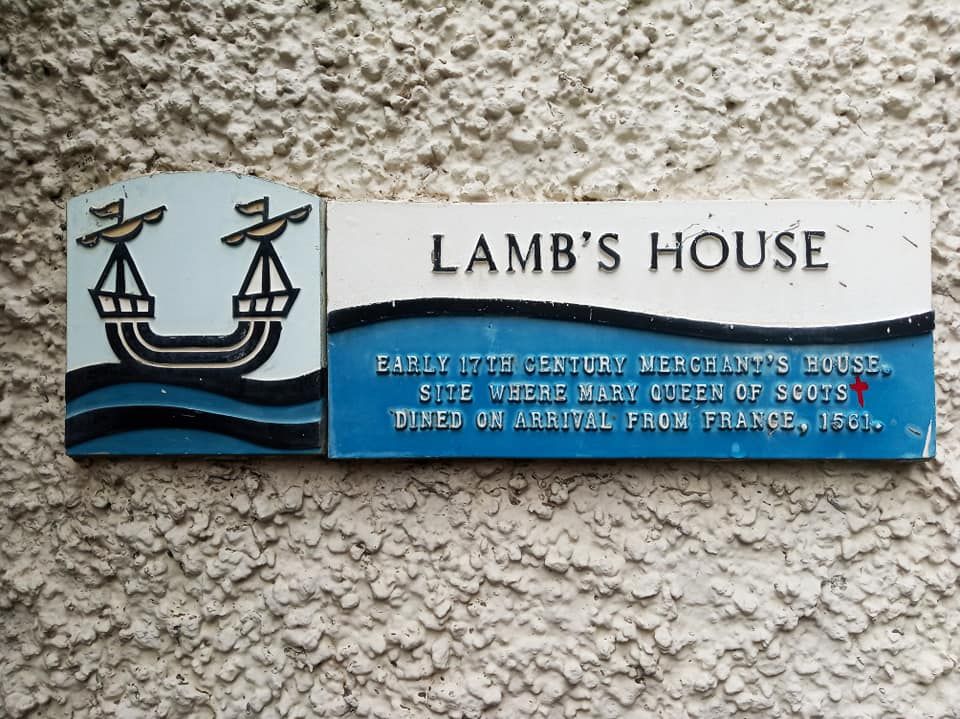 LAMB'S HOUSE
EARLY 17TH CENTURY MERCHANT'S HOUSE.
SITE WHERE MARY QUEEN OF SCOTS
DINED ON ARRIVAL FROM FRANCE, 1561.